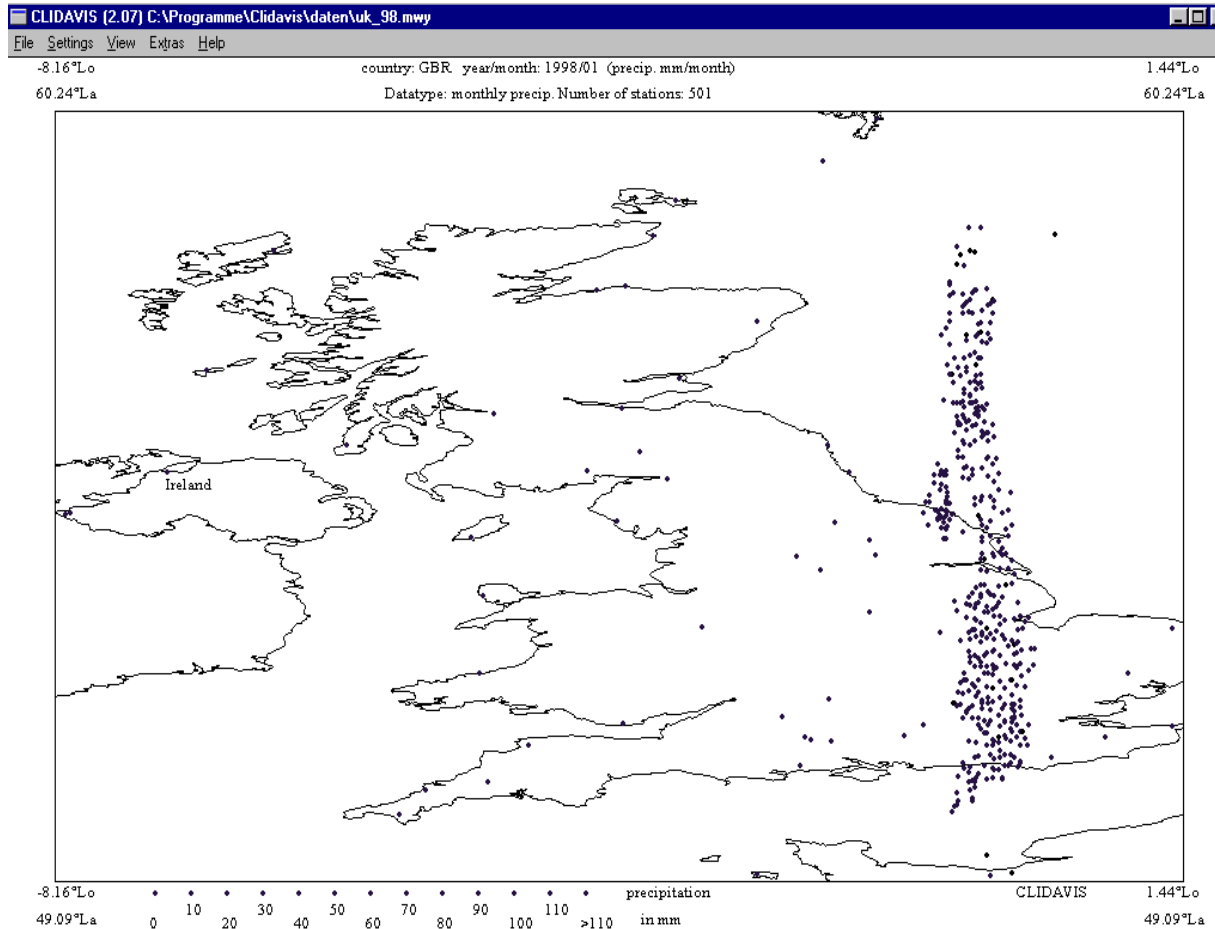 CLIDAVIS (2.07) C:\Programme\Clidavis\daten\uk_98.mwy
File Settings View Extras Help
-8.16°Lo country: GBR year/month: 1998/01 (precip. mm/month) 1.44°Lo
60.24°La Datatype: monthly precip. Number of stations: 501 60.24°La
Ireland
-8.16°Lo precipitation CLIDAVIS 1.44°Lo
10 30 50 70 90 110
49.09°La 0 20 40 60 80 100 >110 in mm 49.09°La